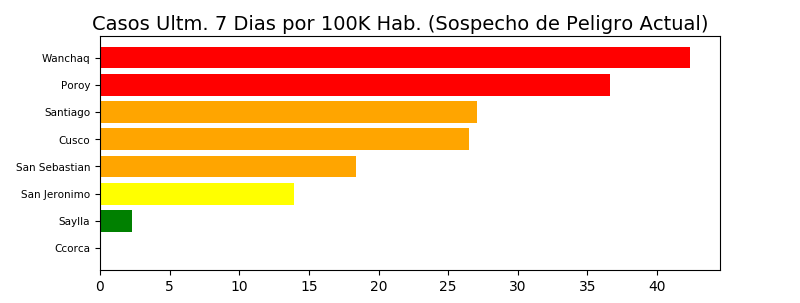 Casos Ultm. 7 Dias por 100K Hab. (Sospecho de Peligro Actual)
Wanchaq
Poroy
Santiago
Cusco
San Sebastian
San Jeronimo
Saylla
Ccorca
0 5 10 15 20 25 30 35 40